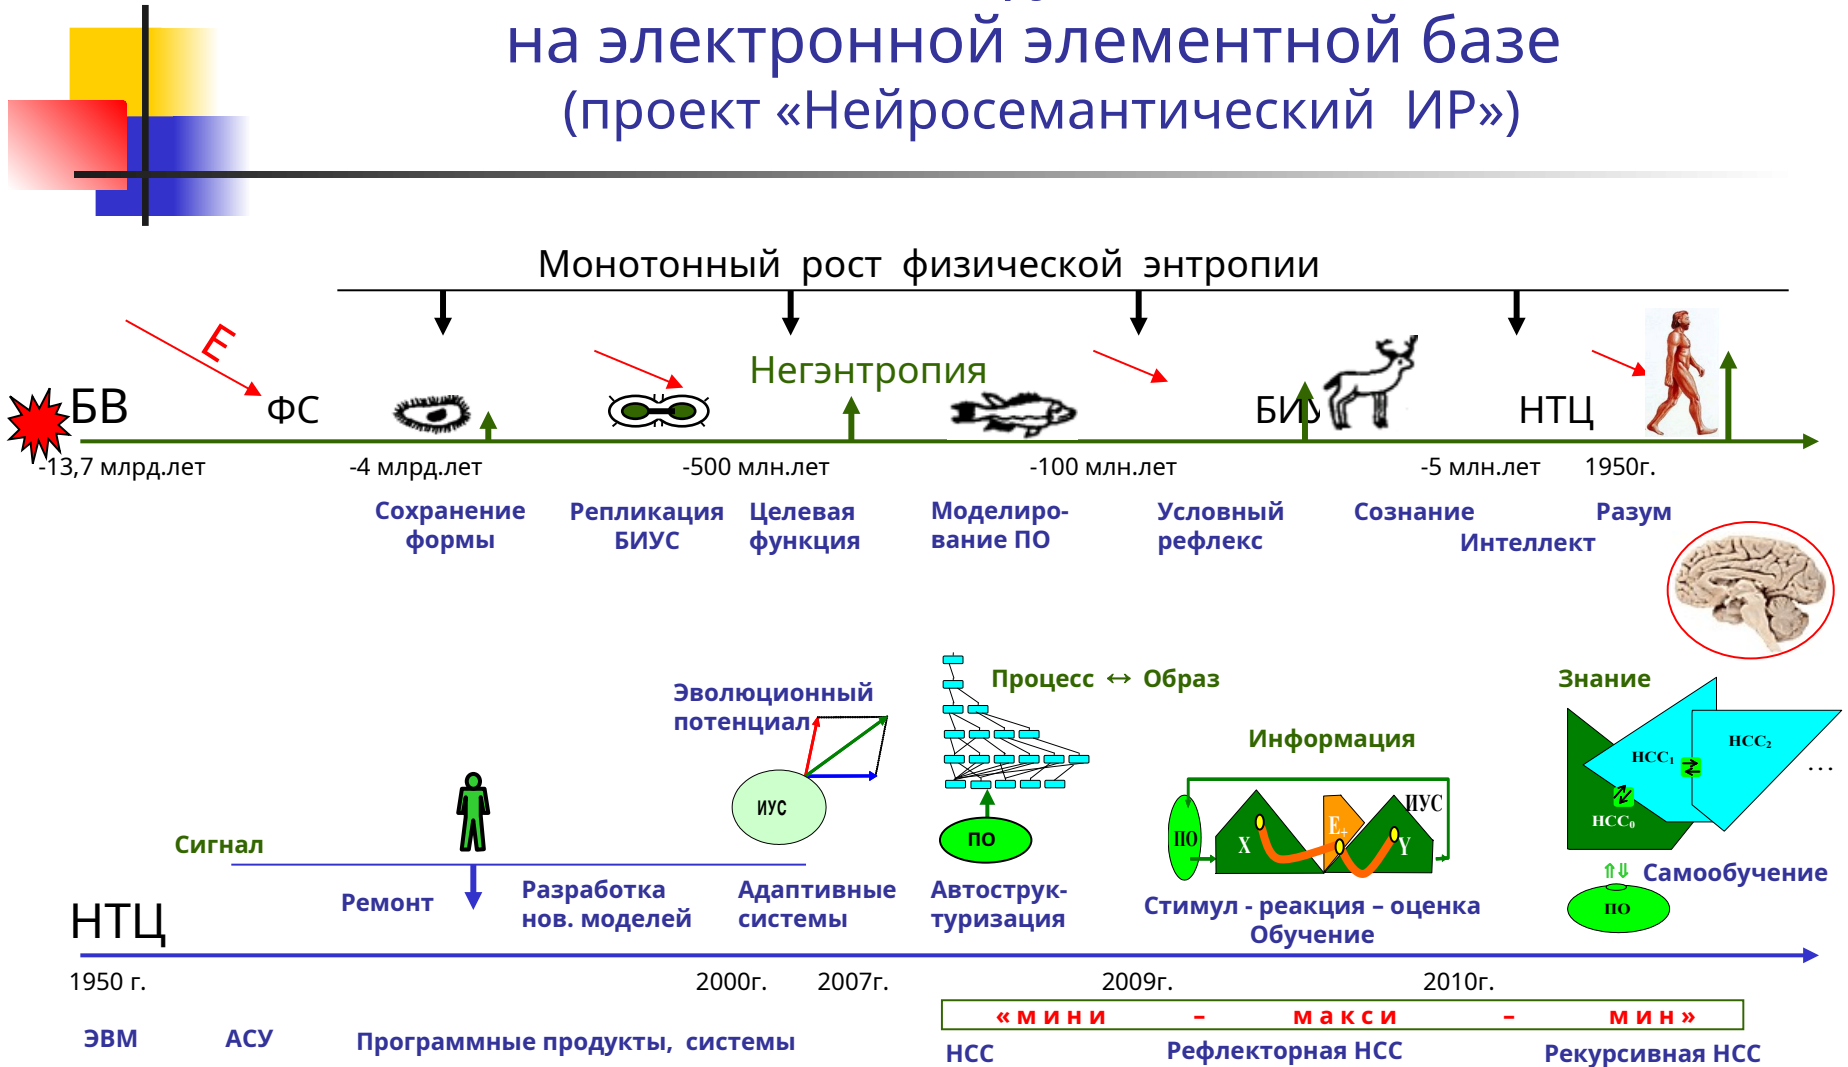 на электронной элементной базе
(проект «Нейросемантический ИР»)
Монотонный рост физической энтропии
E
Негэнтропия
БВ
ФС
БИУ
НТЦ
-13,7 млрд.лет
-4 млрд.лет
-500 млн.лет
-100 млн.лет
-5 млн.лет
1950г.
Сохранение
формы
Репликация
БИУС
Целевая
функция
Моделиро-
вание ПО
Условный
рефлекс
Сознание
Интеллект
Разум
Эволюционный
потенциал
Процесс ↔ Образ
Информация
Знание
Сигнал
ИУС
ПО
ПО
X
E+
Y
ИУС
НСС1
НСС2
...
НСС0
⇑⇓
ПО
Самообучение
Ремонт
Разработка
нов. моделей
Адаптивные
системы
Автострук-
туризация
Стимул - реакция – оценка
Обучение
НТЦ
1950 г.
2000г.
2007г.
2009г.
2010г.
«мини – макси – мин»
ЭВМ
АСУ
Программные продукты, системы
НСС
Рефлекторная НСС
Рекурсивная НСС